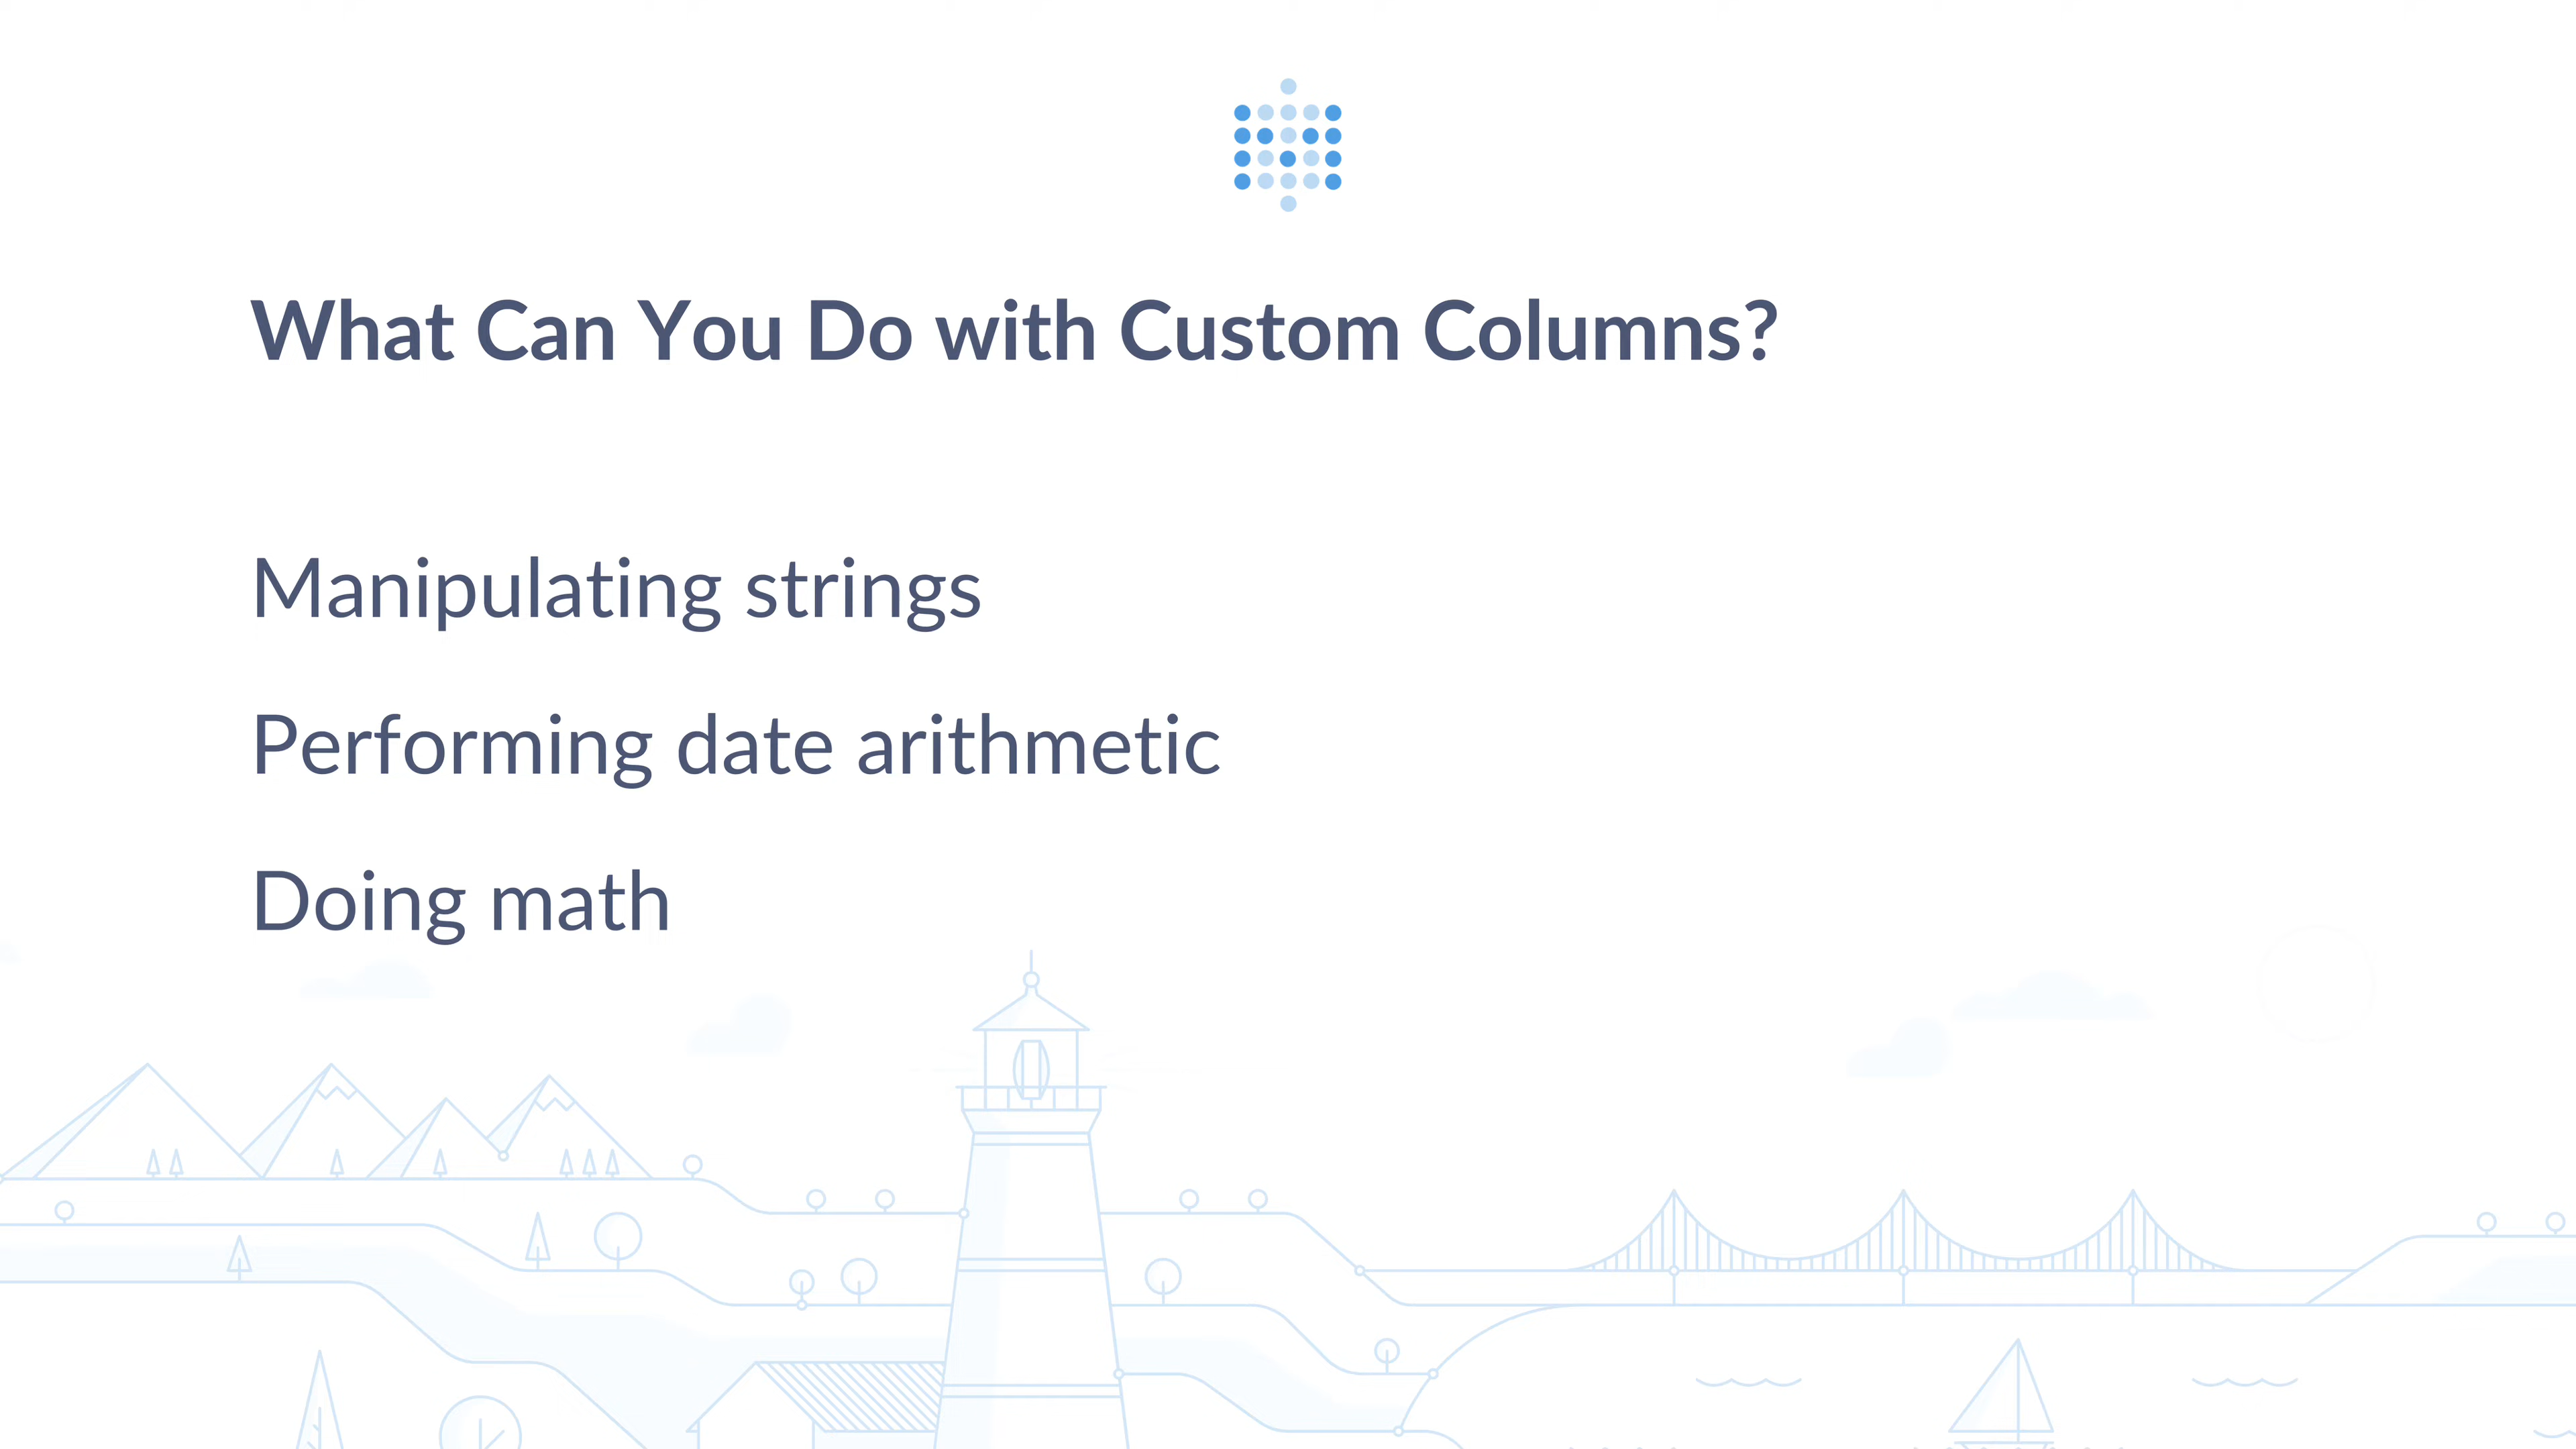 What Can You Do with Custom Columns?
Manipulating strings
Performing date arithmetic
Doing math